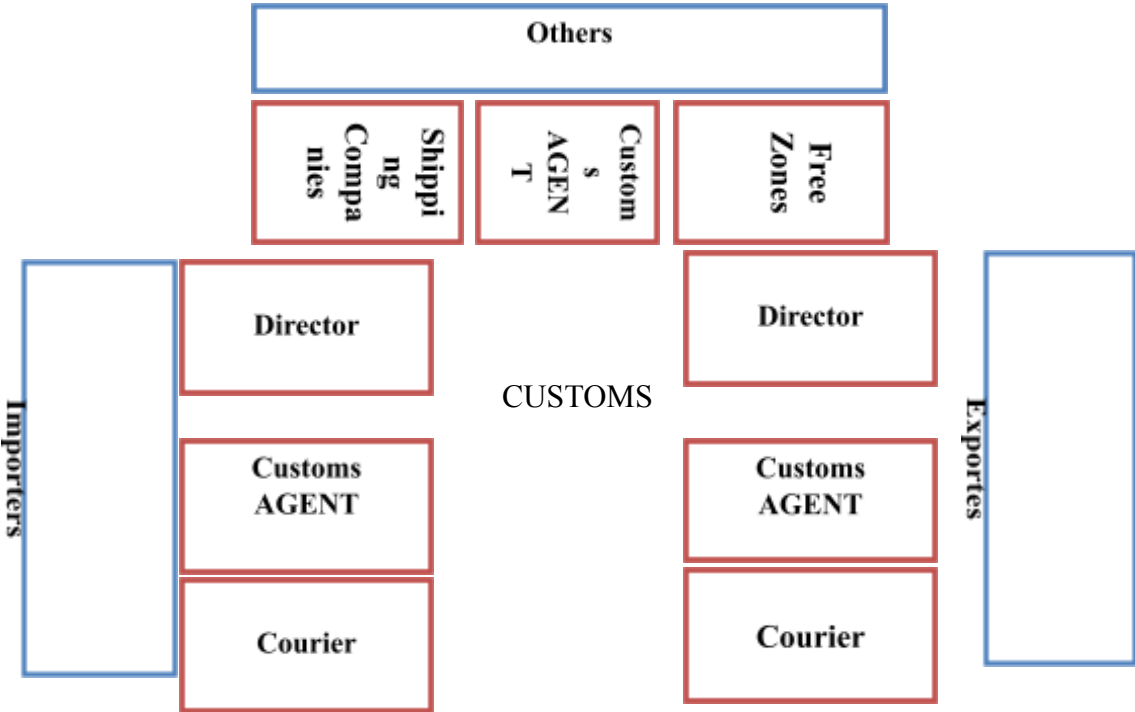 Others
Shippi
ng
Compa
nies
Custom
s
AGEN
T
Free
Zones
Director
Director
CUSTOMS
Importers
Exportes
Customs
AGENT
Customs
AGENT
Courier
Courier